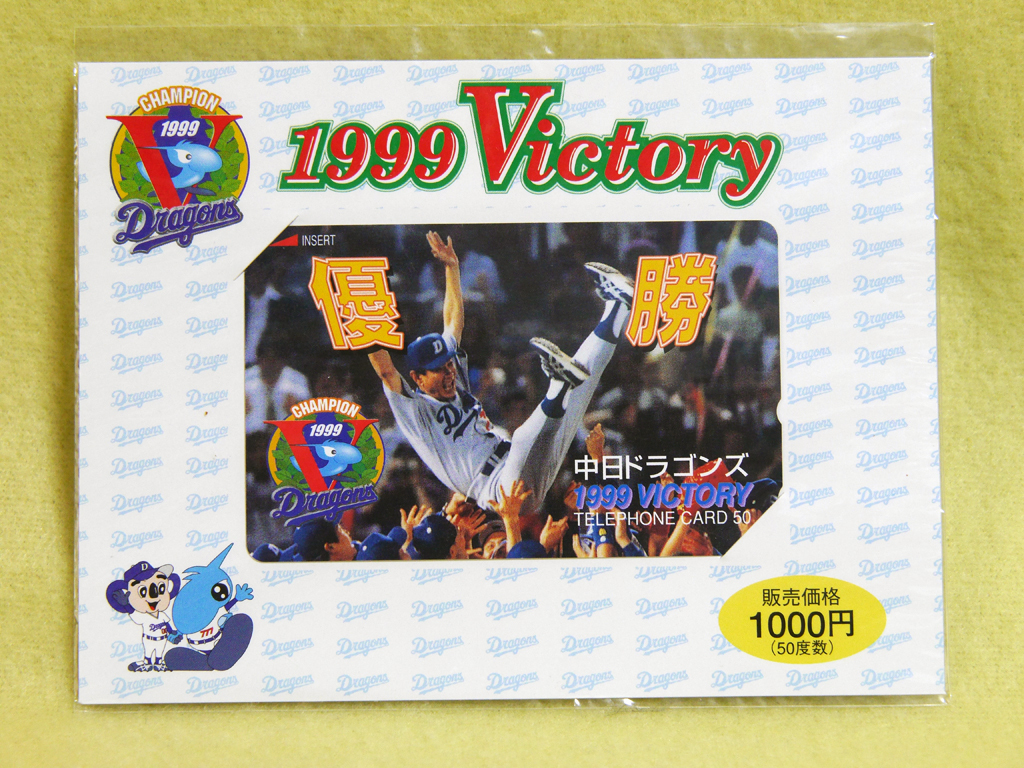 CHAMPION
1999
Dragons
1999 Victory
INSERT
優勝
D
D
CHAMPION
1999
Dragons
中日ドラゴンズ
1999 VICTORY
TELEPHONE CARD 50
D
777
販売価格
1000円
(50度数)